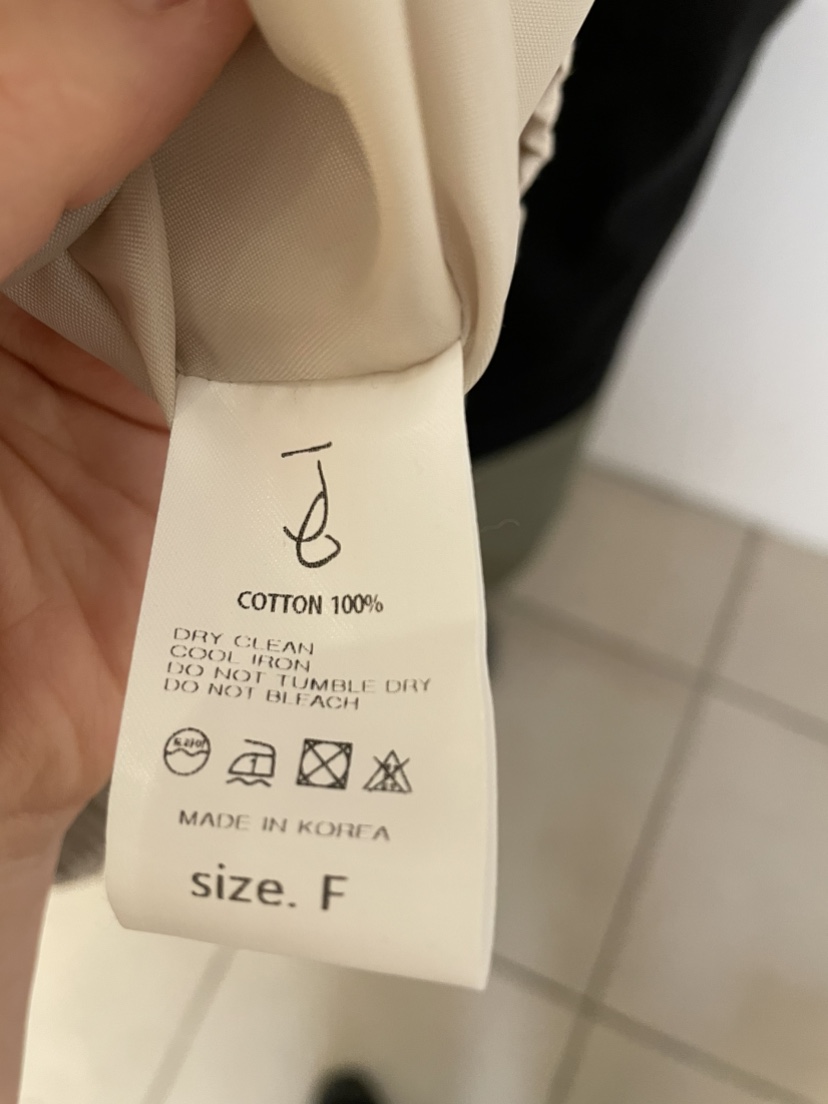 COTTON 100%
DRY CLEAN
COOL IRON
DO NOT TUMBLE DRY
DO NOT BLEACH
MADE IN KOREA
size. F